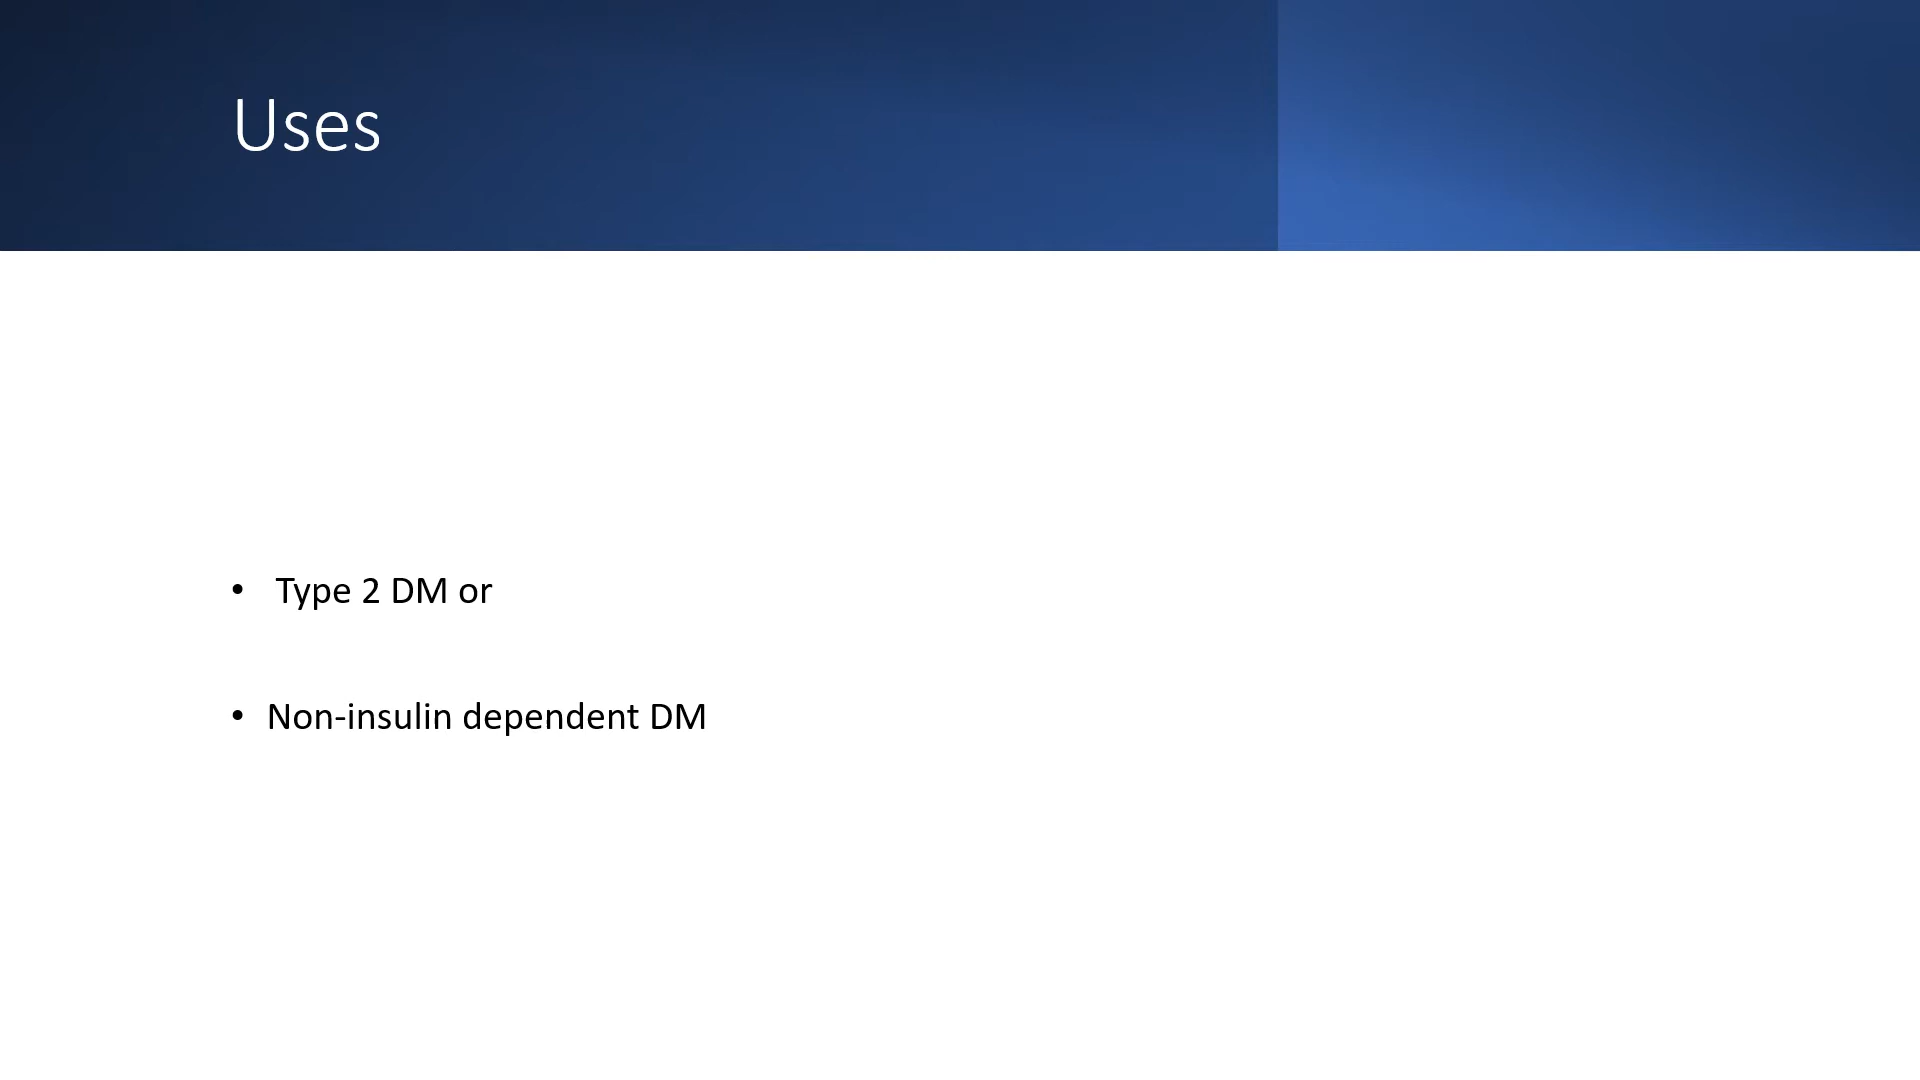 Uses
• Type 2 DM or
• Non-insulin dependent DM